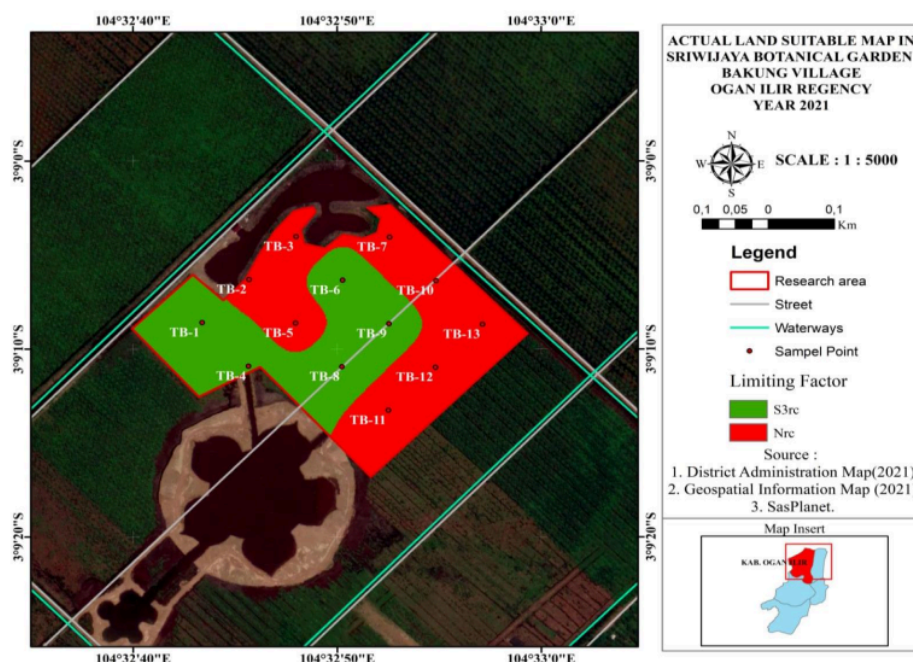 104°32'40"E 104°32'50"E 104°33'0"E
3°9'0"S 3°9'0"S
3°9'10"S 3°9'10"S
3°9'20"S 3°9'20"S
104°32'40"E 104°32'50"E 104°33'0"E
TB-3 TB-7
TB-2 TB-6 TB-10
TB-1 TB-5 TB-9 TB-13
TB-4 TB-8 TB-12
TB-11
ACTUAL LAND SUITABLE MAP IN
SRIWIJAYA BOTANICAL GARDEN
BAKUNG VILLAGE
OGAN ILIR REGENCY
YEAR 2021
N
W E
S
SCALE : 1 : 5000
0,1 0,05 0 0,1
Km
Legend
Research area
Street
Waterways
Sampel Point
Limiting Factor
S3rc
Nrc
Source :
1. District Administration Map(2021)
2. Geospatial Information Map (2021)
3. SasPlanet.
Map Insert
KAB. OGAN ILIR